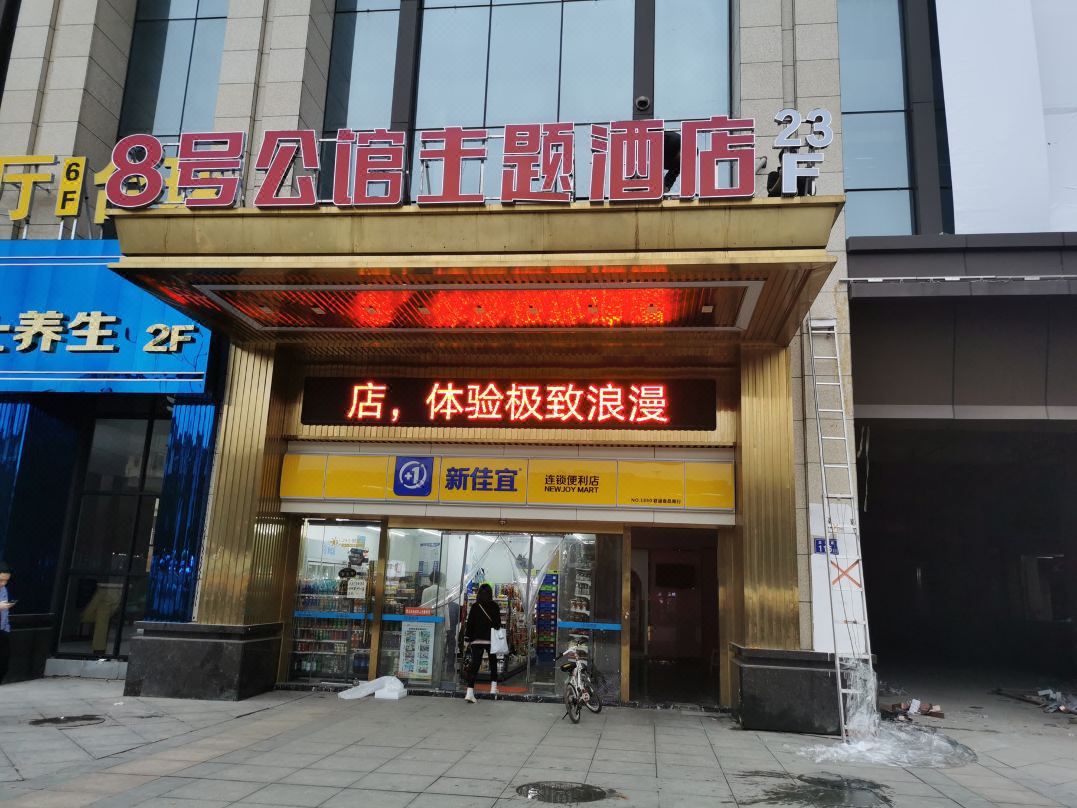 8号公馆主题酒店 23F
厅 6F
养生 2F
店，体验极致浪漫
+1 新佳宜 连锁便利店
NEW JOY MART